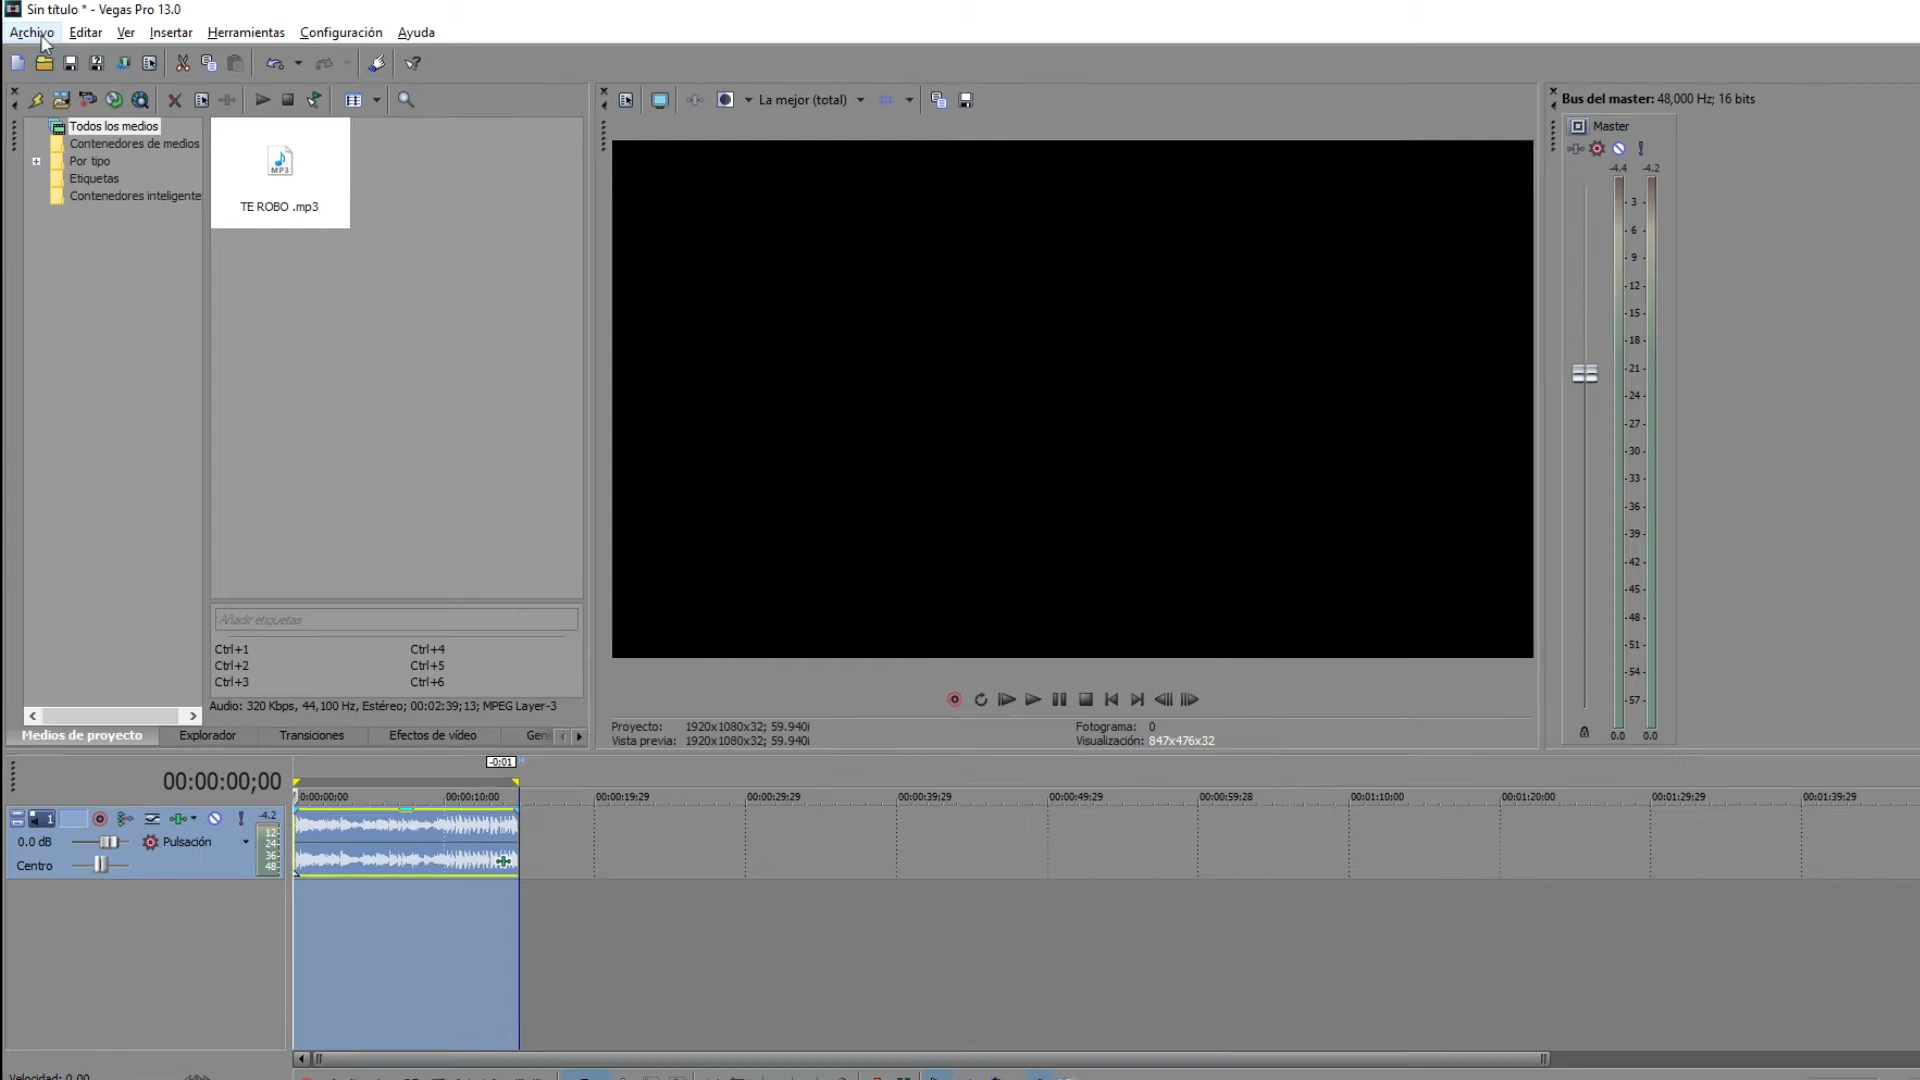 Sin título * - Vegas Pro 13.0
Archivo Editar Ver Insertar Herramientas Configuración Ayuda
La mejor (total)
Bus del master: 48,000 Hz; 16 bits
Todos los medios
Contenedores de medios
Por tipo
Etiquetas
Contenedores inteligente
MP3
TE ROBO .mp3
Master
-4.4 -4.2
3
6
9
12
15
18
21
24
27
30
33
36
39
42
45
48
51
54
57
0.0 0.0
Añadir etiquetas
Ctrl+1 Ctrl+4
Ctrl+2 Ctrl+5
Ctrl+3 Ctrl+6
Audio: 320 Kbps, 44,100 Hz, Estéreo; 00:02:39;13; MPEG Layer-3
Medios de proyecto Explorador Transiciones Efectos de vídeo Gene
Proyecto: 1920x1080x32; 59.940i Fotograma: 0
Vista previa: 1920x1080x32; 59.940i Visualización: 847x476x32
-0;01
00:00:00;00
0:00:00;00 00:00:10;00 00:00:19;29 00:00:29;29 00:00:39;29 00:00:49;29 00:00:59;28 00:01:10;00 00:01:20;00 00:01:29;29 00:01:39;29
1 -4.2
12
24
36
48
0.0 dB Pulsación
Centro
Velocidad: 0,00